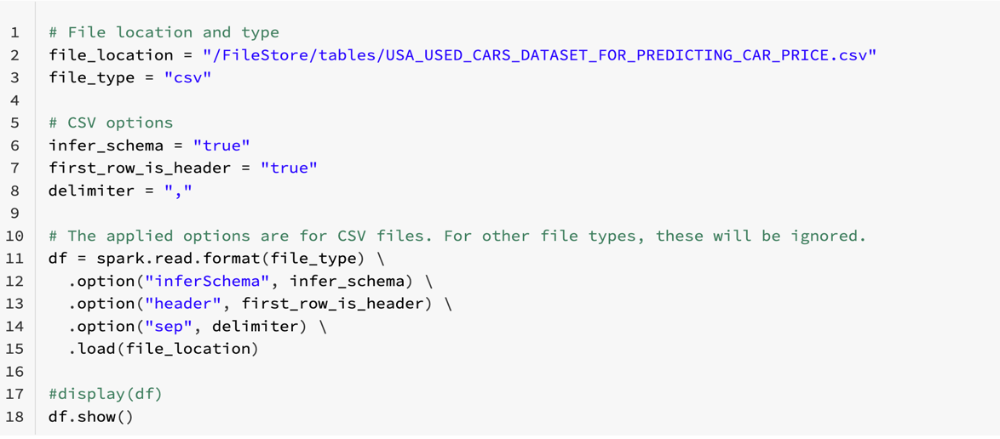 1 # File location and type
2 file_location = "/FileStore/tables/USA_USED_CARS_DATASET_FOR_PREDICTING_CAR_PRICE.csv"
3 file_type = "csv"
4
5 # CSV options
6 infer_schema = "true"
7 first_row_is_header = "true"
8 delimiter = ","
9
10 # The applied options are for CSV files. For other file types, these will be ignored.
11 df = spark.read.format(file_type) \
12   .option("inferSchema", infer_schema) \
13   .option("header", first_row_is_header) \
14   .option("sep", delimiter) \
15   .load(file_location)
16
17 #display(df)
18 df.show()